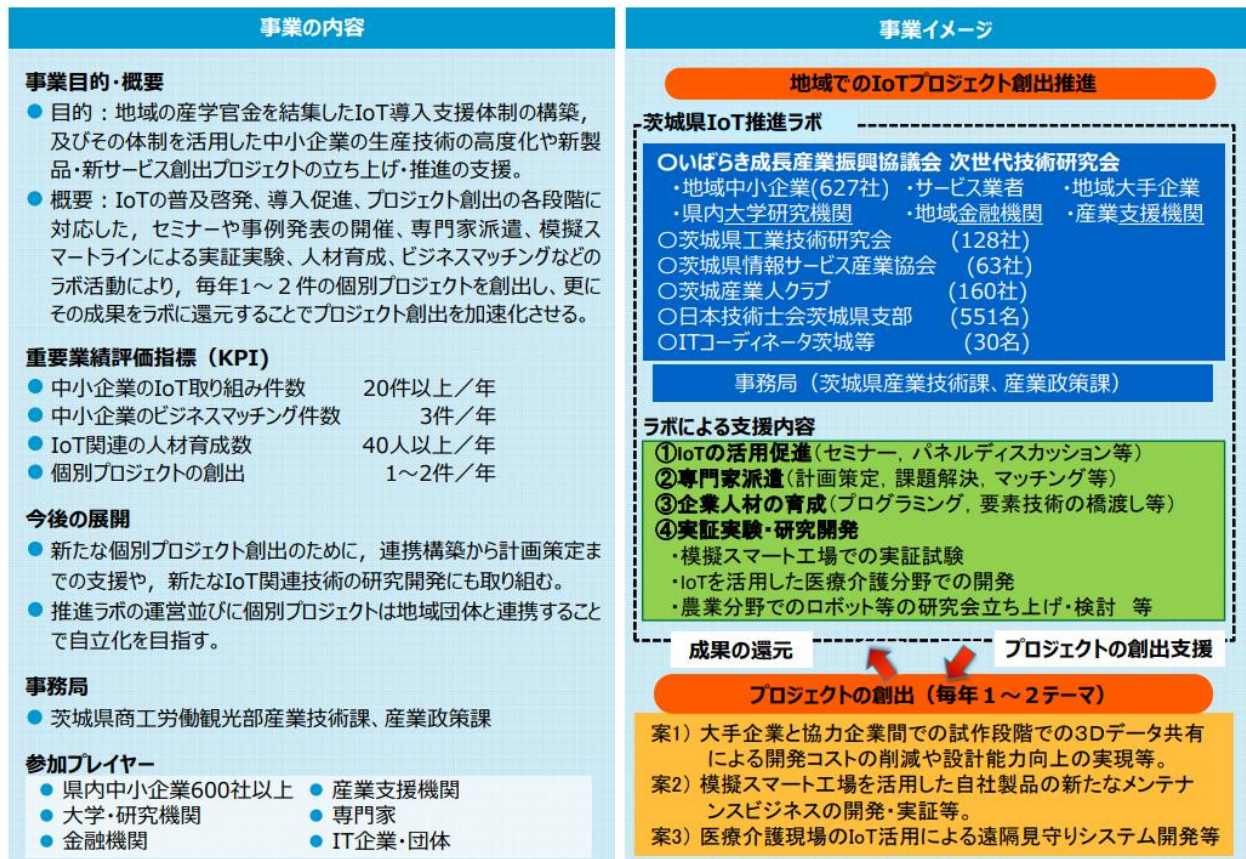 事業の内容
事業目的・概要
● 目的：地域の産学官金を結集したIoT導入支援体制の構築，
及びその体制を活用した中小企業の生産技術の高度化や新製
品・新サービス創出プロジェクトの立ち上げ・推進の支援。
● 概要：IoTの普及啓発、導入促進、プロジェクト創出の各段階に
対応した，セミナーや事例発表の開催、専門家派遣、模擬ス
マートラインによる実証実験、人材育成、ビジネスマッチングなどの
ラボ活動により，毎年1～２件の個別プロジェクトを創出し、更に
その成果をラボに還元することでプロジェクト創出を加速化させる。
重要業績評価指標（KPI）
● 中小企業のIoT取り組み件数 20件以上／年
● 中小企業のビジネスマッチング件数 3件／年
● IoT関連の人材育成数 40人以上／年
● 個別プロジェクトの創出 1～2件／年
今後の展開
● 新たな個別プロジェクト創出のために，連携構築から計画策定ま
での支援や，新たなIoT関連技術の研究開発にも取り組む。
● 推進ラボの運営並びに個別プロジェクトは地域団体と連携すること
で自立化を目指す。
事務局
● 茨城県商工労働観光部産業技術課、産業政策課
参加プレイヤー
● 県内中小企業600社以上 ● 産業支援機関
● 大学・研究機関 ● 専門家
● 金融機関 ● IT企業・団体
事業イメージ
地域でのIoTプロジェクト創出推進
茨城県IoT推進ラボ
〇いばらき成長産業振興協議会 次世代技術研究会
・地域中小企業(627社) ・サービス業者 ・地域大手企業
・県内大学研究機関 ・地域金融機関 ・産業支援機関
〇茨城県工業技術研究会 (128社)
〇茨城県情報サービス産業協会 (63社)
〇茨城産業人クラブ (160社)
〇日本技術士会茨城県支部 (551名)
〇ITコーディネータ茨城等 (30名)
事務局（茨城県産業技術課、産業政策課）
ラボによる支援内容
①IoTの活用促進(セミナー，パネルディスカッション等)
②専門家派遣(計画策定，課題解決，マッチング等)
③企業人材の育成(プログラミング，要素技術の橋渡し等)
④実証実験・研究開発
・模擬スマート工場での実証試験
・IoTを活用した医療介護分野での開発
・農業分野でのロボット等の研究会立ち上げ・検討 等
成果の還元 プロジェクトの創出支援
プロジェクトの創出（毎年１～２テーマ）
案1）大手企業と協力企業間での試作段階での３Dデータ共有
による開発コストの削減や設計能力向上の実現等。
案2）模擬スマート工場を活用した自社製品の新たなメンテナ
ンスビジネスの開発・実証等。
案3）医療介護現場のIoT活用による遠隔見守りシステム開発等